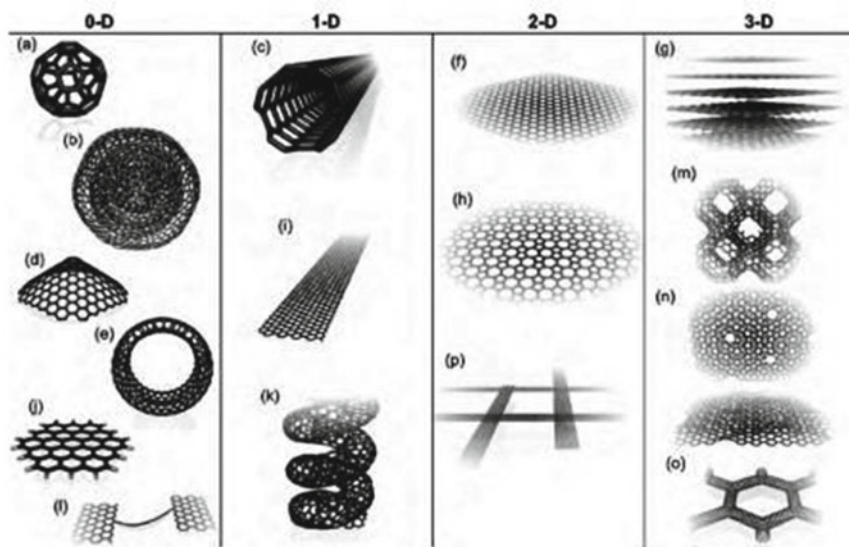 0-D 1-D 2-D 3-D
(a) (c) (f) (g)
(b)
(m)
(h)
(i)
(d)
(n)
(e)
(p)
(k)
(j)
(o)
(l)